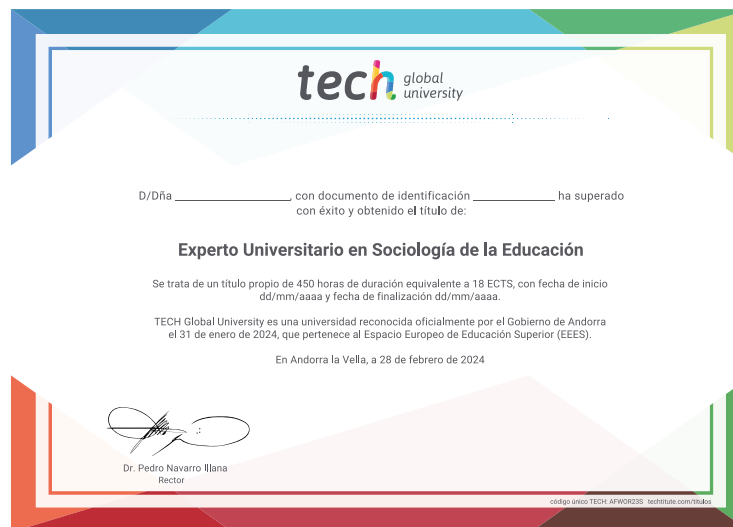 tech global university
D/Dña ____________________, con documento de identificación ______________ ha superado
con éxito y obtenido el título de:
Experto Universitario en Sociología de la Educación
Se trata de un título propio de 450 horas de duración equivalente a 18 ECTS, con fecha de inicio
dd/mm/aaaa y fecha de finalización dd/mm/aaaa.
TECH Global University es una universidad reconocida oficialmente por el Gobierno de Andorra
el 31 de enero de 2024, que pertenece al Espacio Europeo de Educación Superior (EEES).
En Andorra la Vella, a 28 de febrero de 2024
Dr. Pedro Navarro Illana
Rector
código único TECH: AFWOR23S techtitute.com/titulos